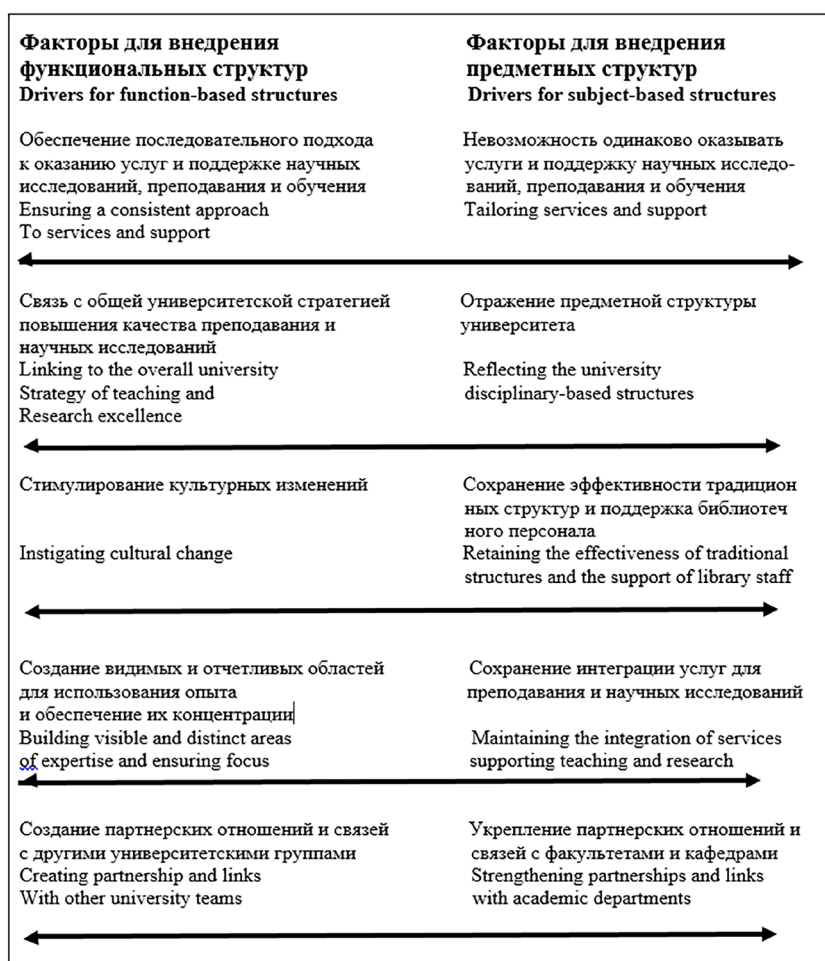 Факторы для внедрения
функциональных структур
Drivers for function-based structures
Факторы для внедрения
предметных структур
Drivers for subject-based structures
Обеспечение последовательного подхода
к оказанию услуг и поддержке научных
исследований, преподавания и обучения
Ensuring a consistent approach
To services and support
Невозможность одинаково оказывать
услуги и поддержку научных исследо-
ваний, преподавания и обучения
Tailoring services and support
Связь с общей университетской стратегией
повышения качества преподавания и
научных исследований
Linking to the overall university
Strategy of teaching and
Research excellence
Отражение предметной структуры
университета
Reflecting the university
disciplinary-based structures
Стимулирование культурных изменений
Instigating cultural change
Сохранение эффективности традицион
ных структур и поддержка библиотеч
ного персонала
Retaining the effectiveness of traditional
structures and the support of library staff
Создание видимых и отчетливых областей
для использования опыта
и обеспечение их концентрации
Building visible and distinct areas
of expertise and ensuring focus
Сохранение интеграции услуг для
преподавания и научных исследований
Maintaining the integration of services
supporting teaching and research
Создание партнерских отношений и связей
с другими университетскими группами
Creating partnership and links
With other university teams
Укрепление партнерских отношений и
связей с факультетами и кафедрами
Strengthening partnerships and links
with academic departments